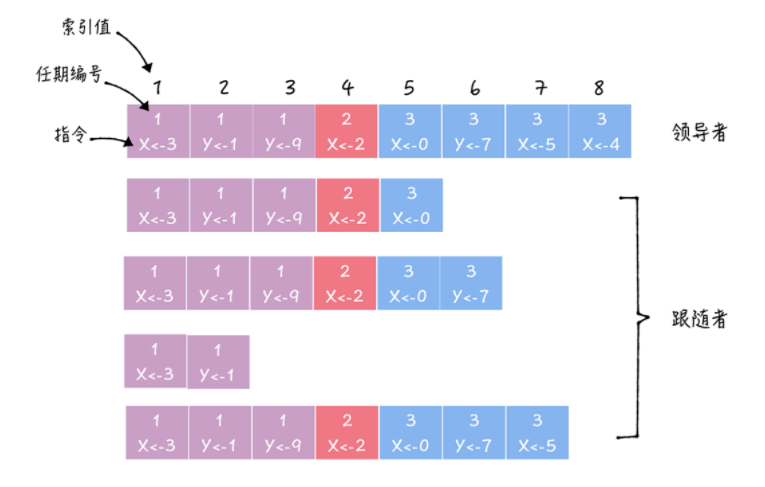 索引值
任期编号
指令
1 2 3 4 5 6 7 8
1 1 1 2 3 3 3 3
X<-3 Y<-1 Y<-9 X<-2 X<-0 Y<-7 X<-5 X<-4
领导者
1 1 1 2 3
X<-3 Y<-1 Y<-9 X<-2 X<-0
1 1 1 2 3 3
X<-3 Y<-1 Y<-9 X<-2 X<-0 Y<-7
跟随者
1 1
X<-3 Y<-1
1 1 1 2 3 3 3
X<-3 Y<-1 Y<-9 X<-2 X<-0 Y<-7 X<-5